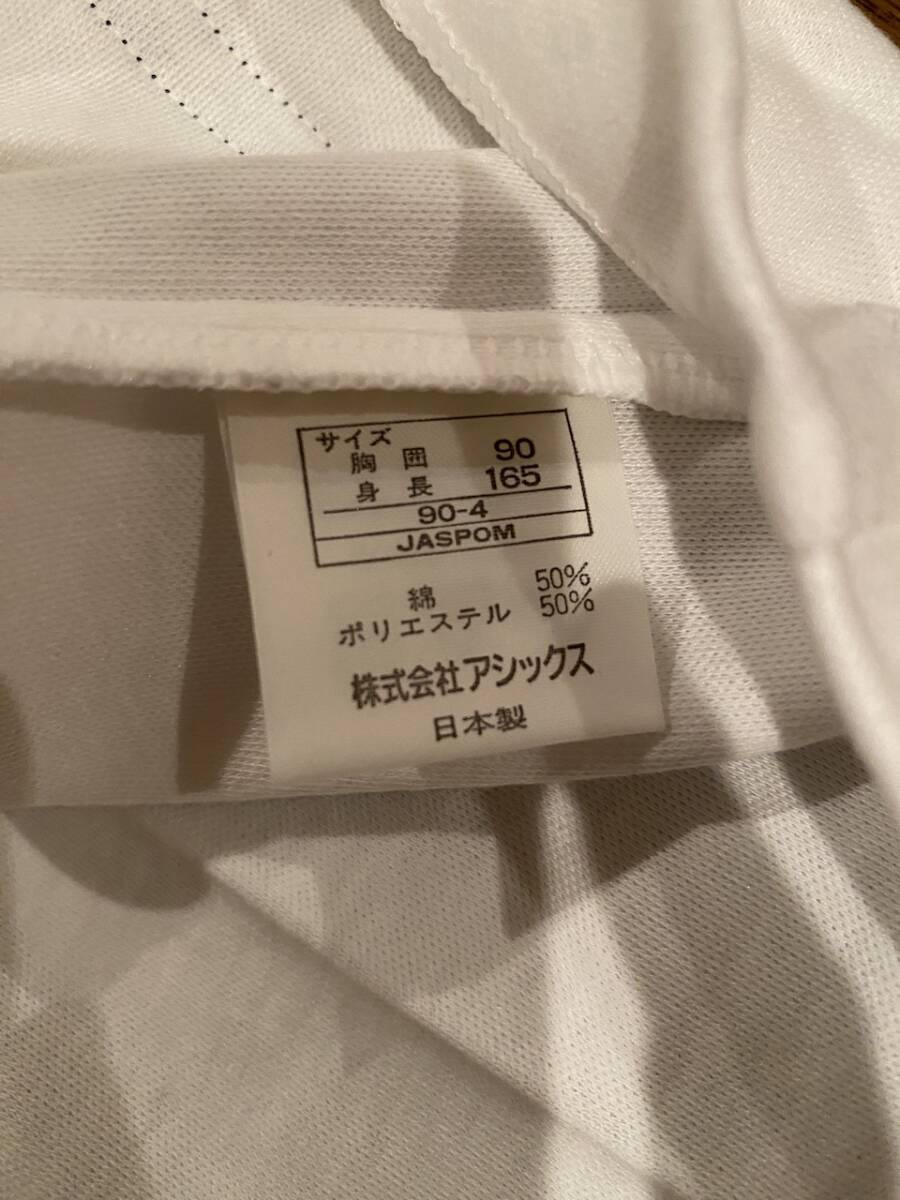 サイズ
胸囲 90
身長 165
90-4
JASPOM
綿 50%
ポリエステル 50%
株式会社アシックス
日本製